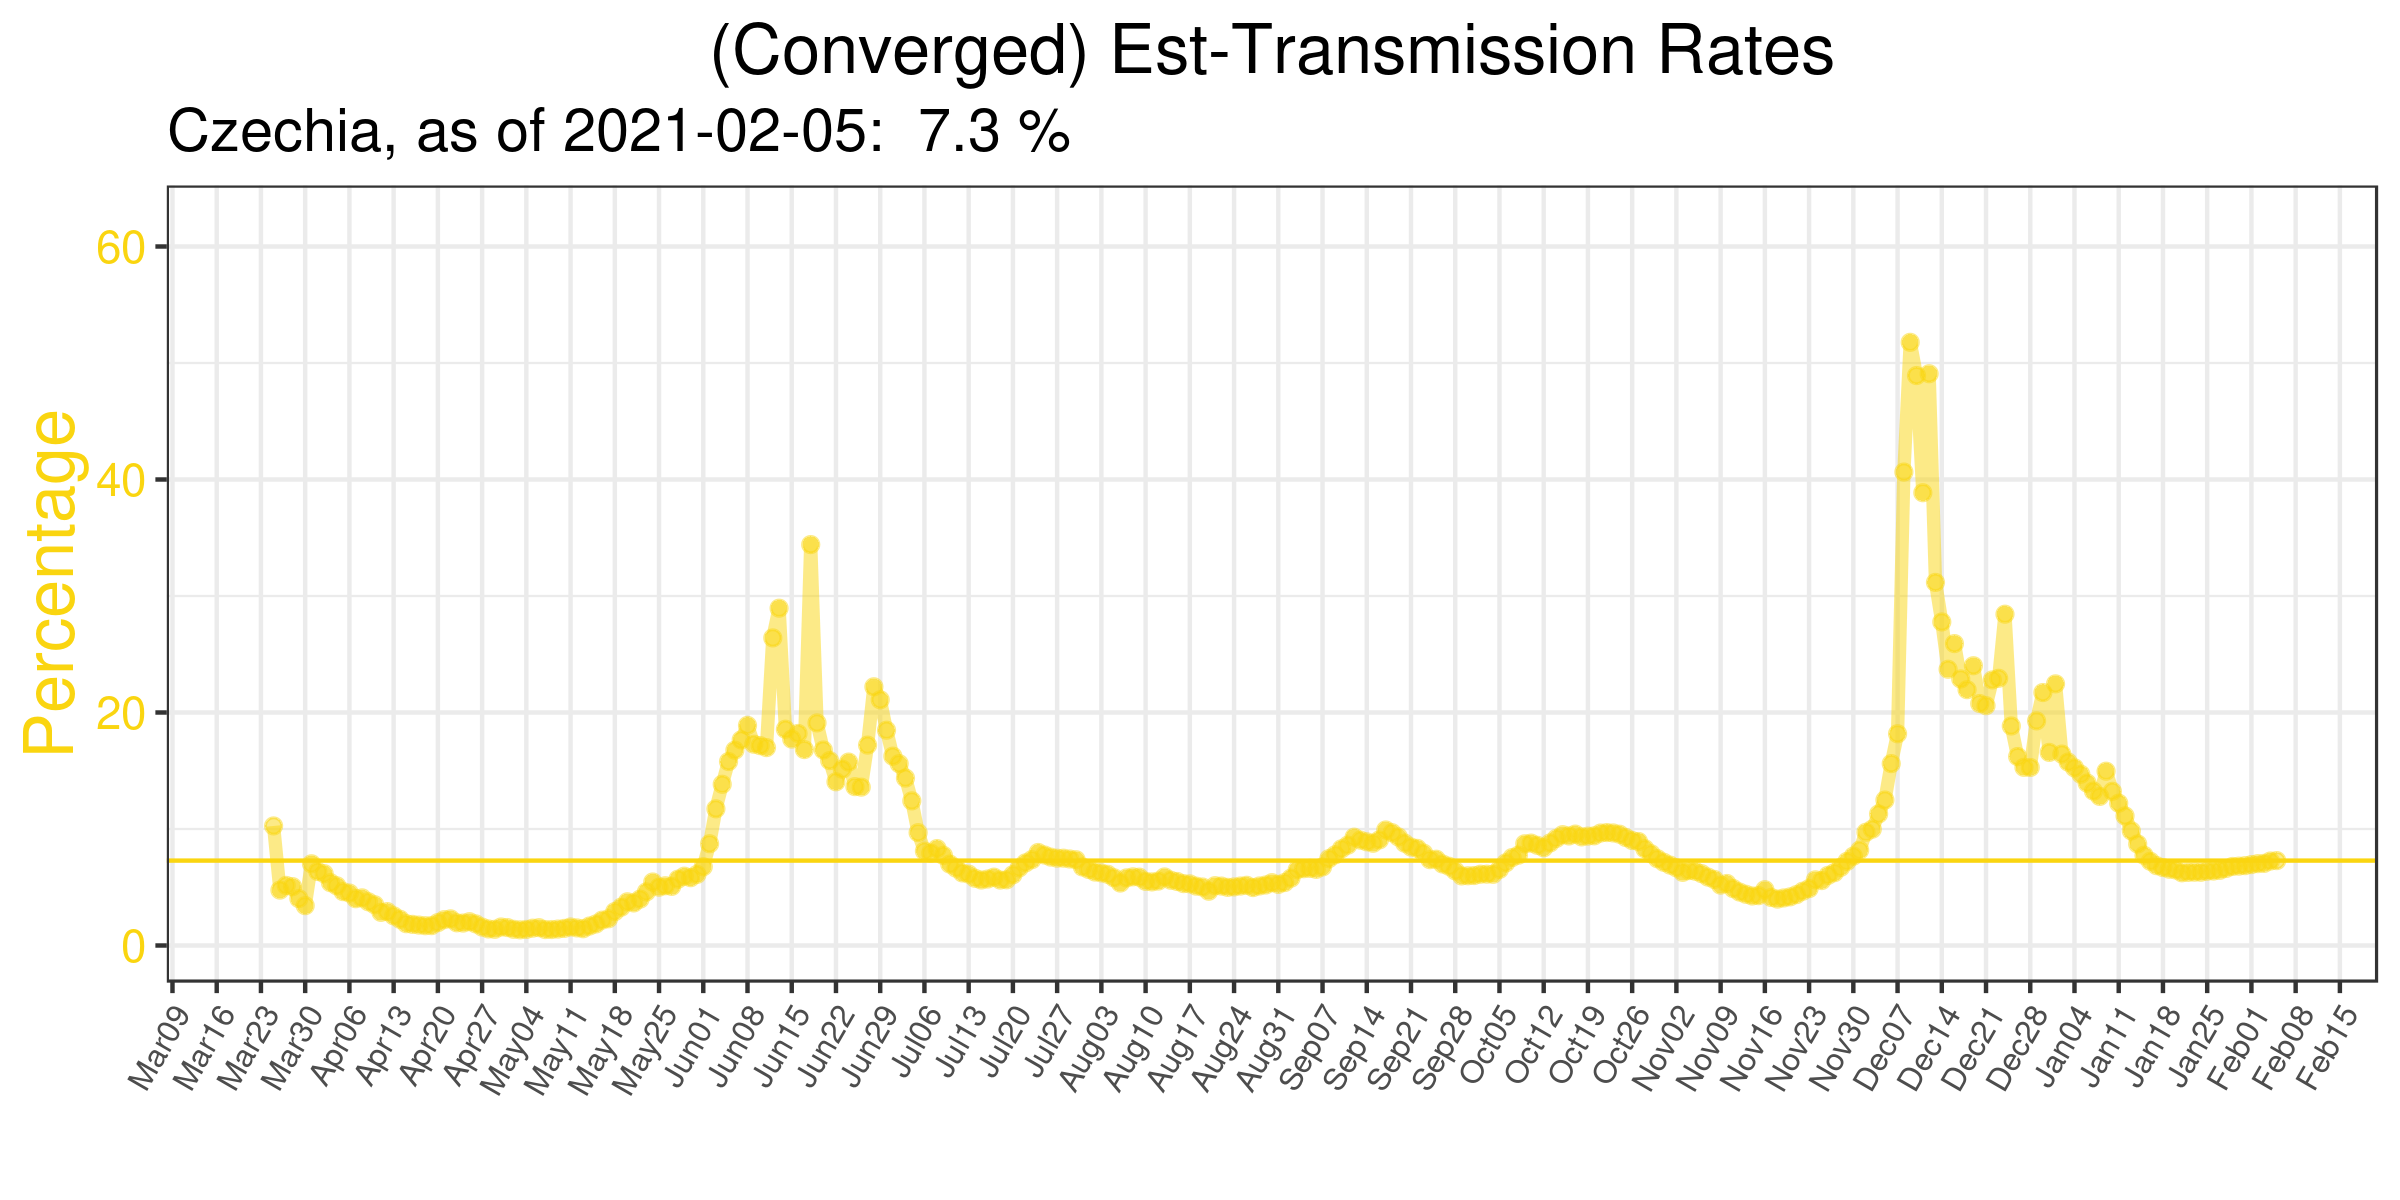 (Converged) Est-Transmission Rates
Czechia, as of 2021-02-05:  7.3 %
Percentage
60
40
20
0
Mar09 Mar16 Mar23 Mar30 Apr06 Apr13 Apr20 Apr27 May04 May11 May18 May25 Jun01 Jun08 Jun15 Jun22 Jun29 Jul06 Jul13 Jul20 Jul27 Aug03 Aug10 Aug17 Aug24 Aug31 Sep07 Sep14 Sep21 Sep28 Oct05 Oct12 Oct19 Oct26 Nov02 Nov09 Nov16 Nov23 Nov30 Dec07 Dec14 Dec21 Dec28 Jan04 Jan11 Jan18 Jan25 Feb01 Feb08 Feb15